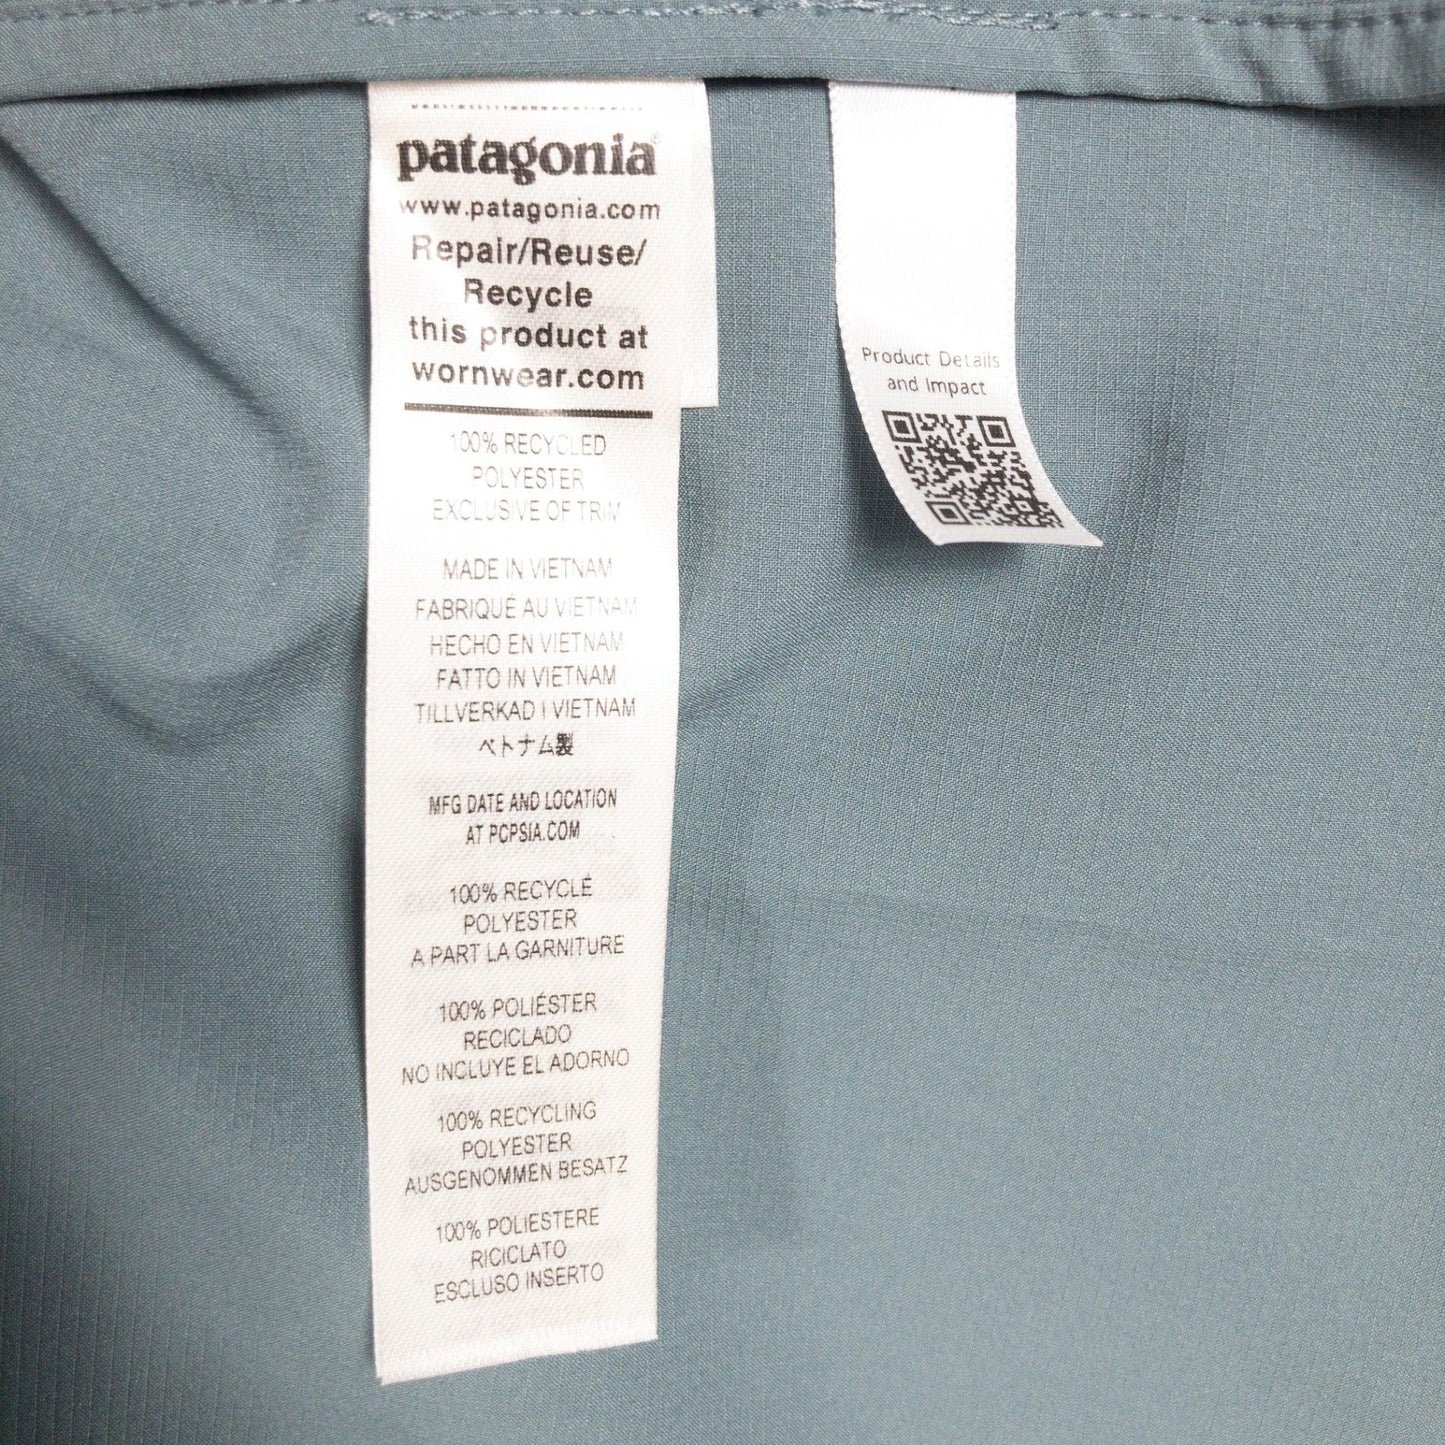 patagonia®
www.patagonia.com
Repair/Reuse/
Recycle
this product at
wornwear.com
100% RECYCLED
POLYESTER
EXCLUSIVE OF TRIM
MADE IN VIETNAM
FABRIQUÉ AU VIETNAM
HECHO EN VIETNAM
FATTO IN VIETNAM
TILLVERKAD I VIETNAM
ベトナム製
MFG DATE AND LOCATION
AT PCPSIA.COM
100% RECYCLÉ
POLYESTER
A PART LA GARNITURE
100% POLIÉSTER
RECICLADO
NO INCLUYE EL ADORNO
100% RECYCLING
POLYESTER
AUSGENOMMEN BESATZ
100% POLIESTERE
RICICLATO
ESCLUSO INSERTO
Product Details
and Impact